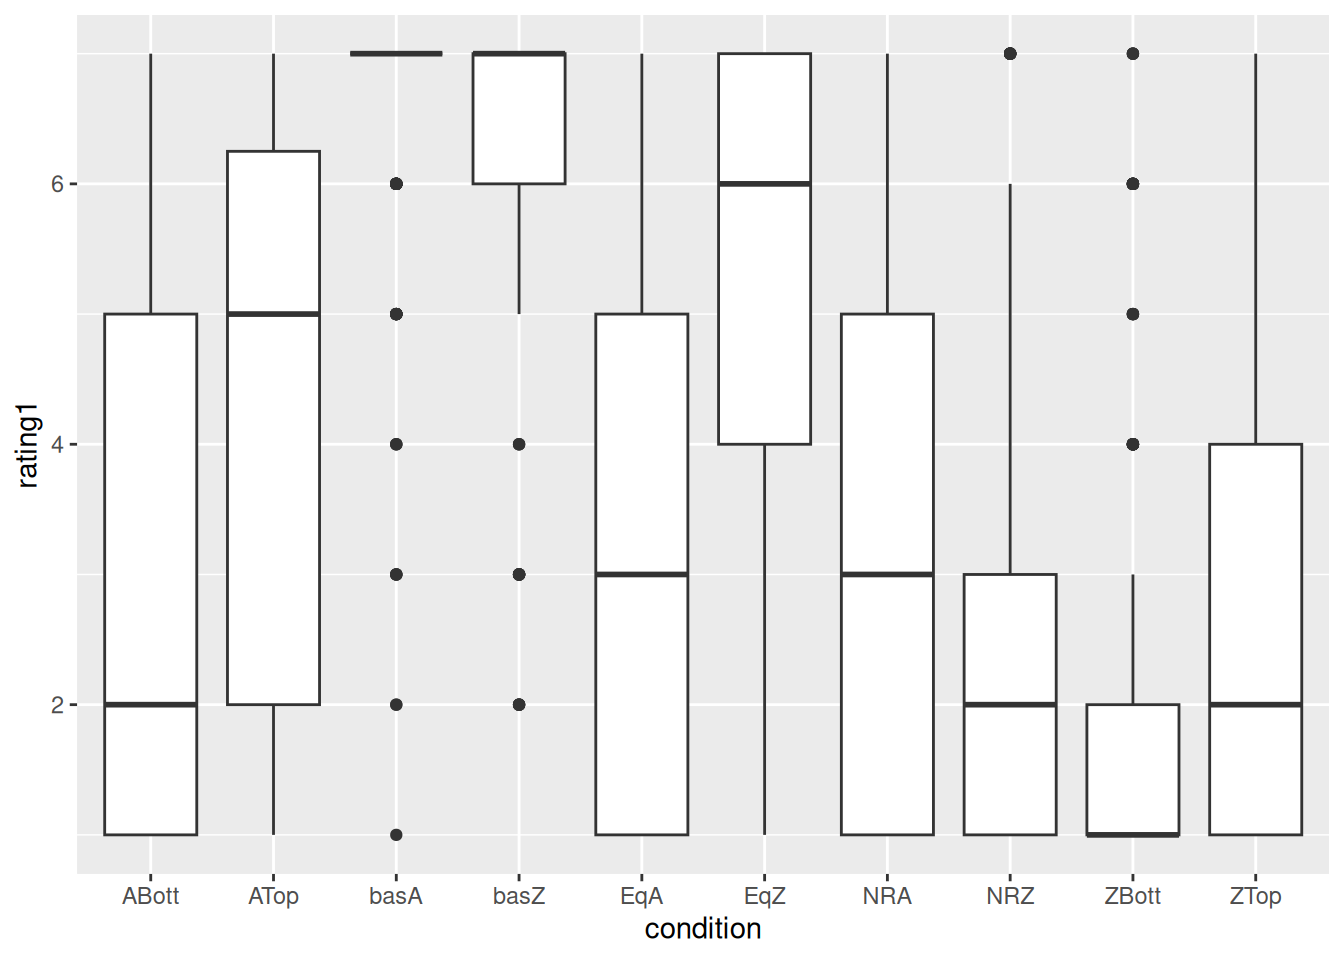 rating1
6
4
2
ABott ATop basA basZ EqA EqZ NRA NRZ ZBott ZTop
condition